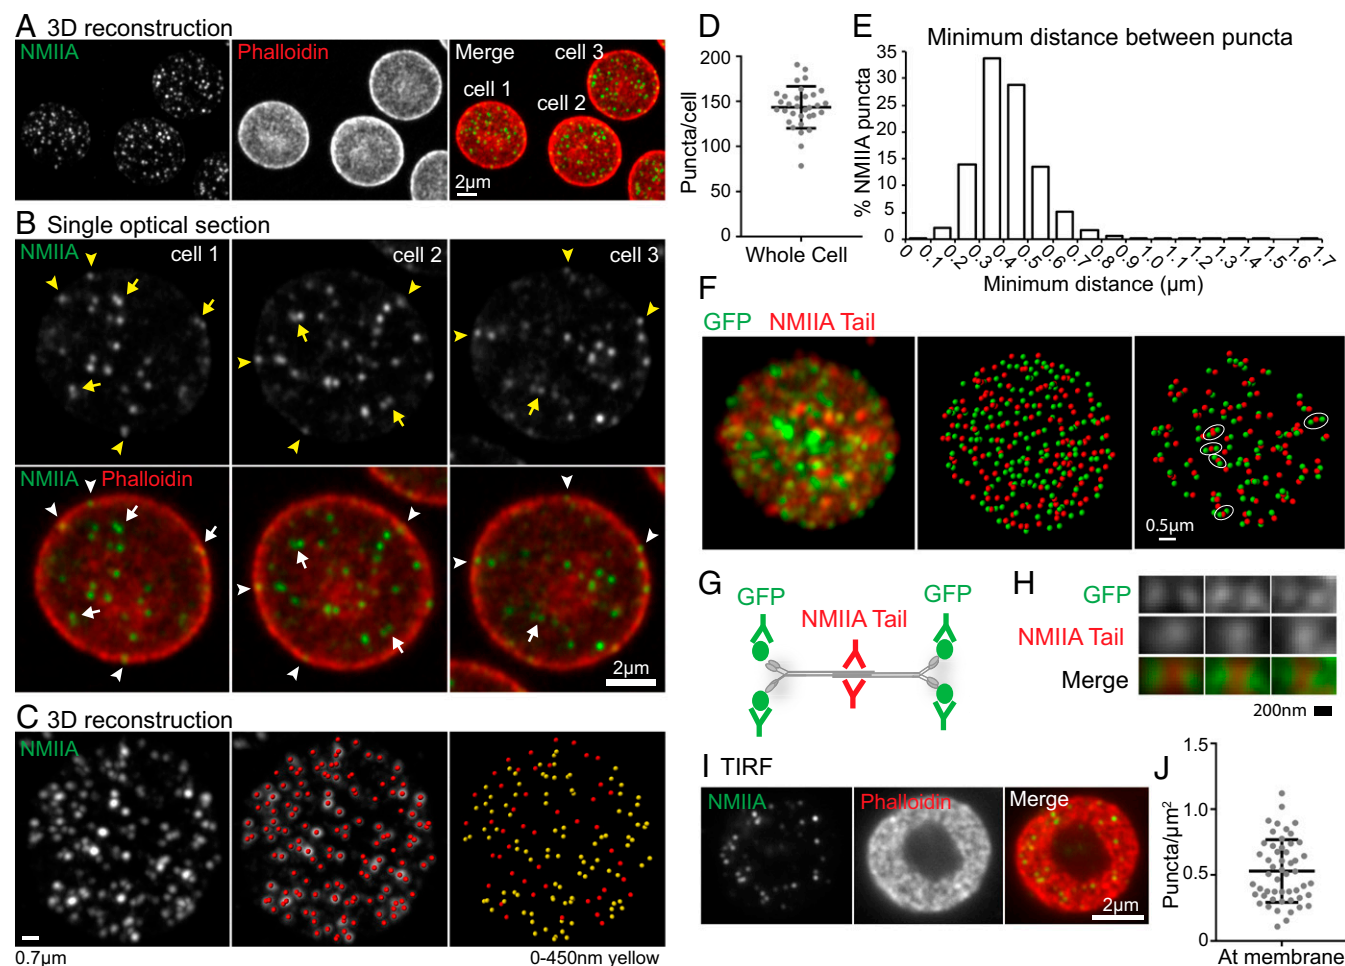 A 3D reconstruction
NMIIA
Phalloidin
Merge
cell 1
cell 2
cell 3
2µm
B Single optical section
NMIIA
cell 1
cell 2
cell 3
NMIIA Phalloidin
2µm
C 3D reconstruction
NMIIA
0.7µm
0-450nm yellow
D
Puncta/cell
200
150
100
50
0
Whole Cell
E Minimum distance between puncta
% NMIIA puncta
35
30
25
20
15
10
5
0
0 0.1 0.2 0.3 0.4 0.5 0.6 0.7 0.8 0.9 1.0 1.1 1.2 1.3 1.4 1.5 1.6 1.7
Minimum distance (µm)
F
GFP NMIIA Tail
0.5µm
G
GFP
NMIIA Tail
GFP
H
GFP
NMIIA Tail
Merge
200nm
I TIRF
NMIIA
Phalloidin
Merge
2µm
J
Puncta/µm²
1.5
1.0
0.5
0
At membrane